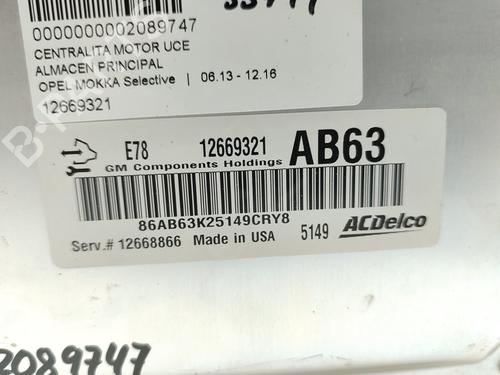 0000000002089747
CENTRALITA MOTOR UCE
ALMACEN PRINCIPAL
OPEL MOKKA Selective | 06.13 - 12.16
12669321
E78 12669321 AB63
GM Components Holdings
86AB63K25149CRY8
Serv.# 12668866 Made in USA 5149 ACDelco
2089747